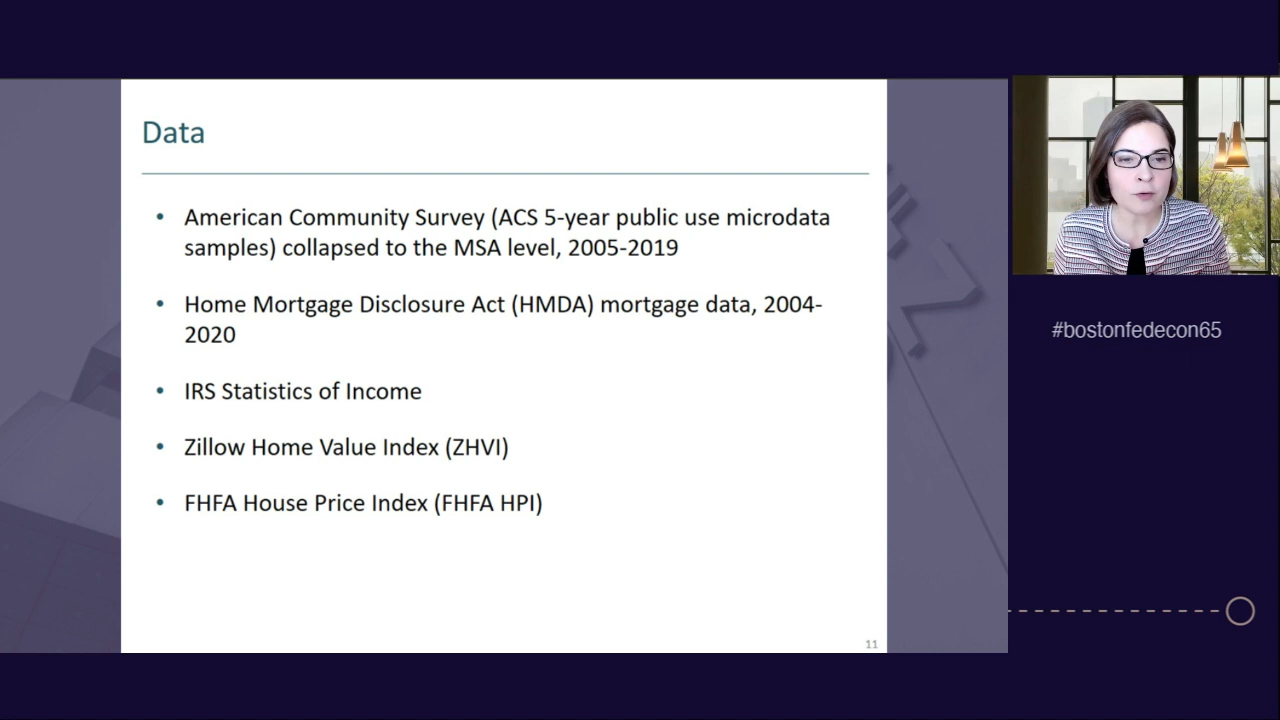 Data
• American Community Survey (ACS 5-year public use microdata
samples) collapsed to the MSA level, 2005-2019
• Home Mortgage Disclosure Act (HMDA) mortgage data, 2004-
2020
• IRS Statistics of Income
• Zillow Home Value Index (ZHVI)
• FHFA House Price Index (FHFA HPI)
11
#bostonfedecon65